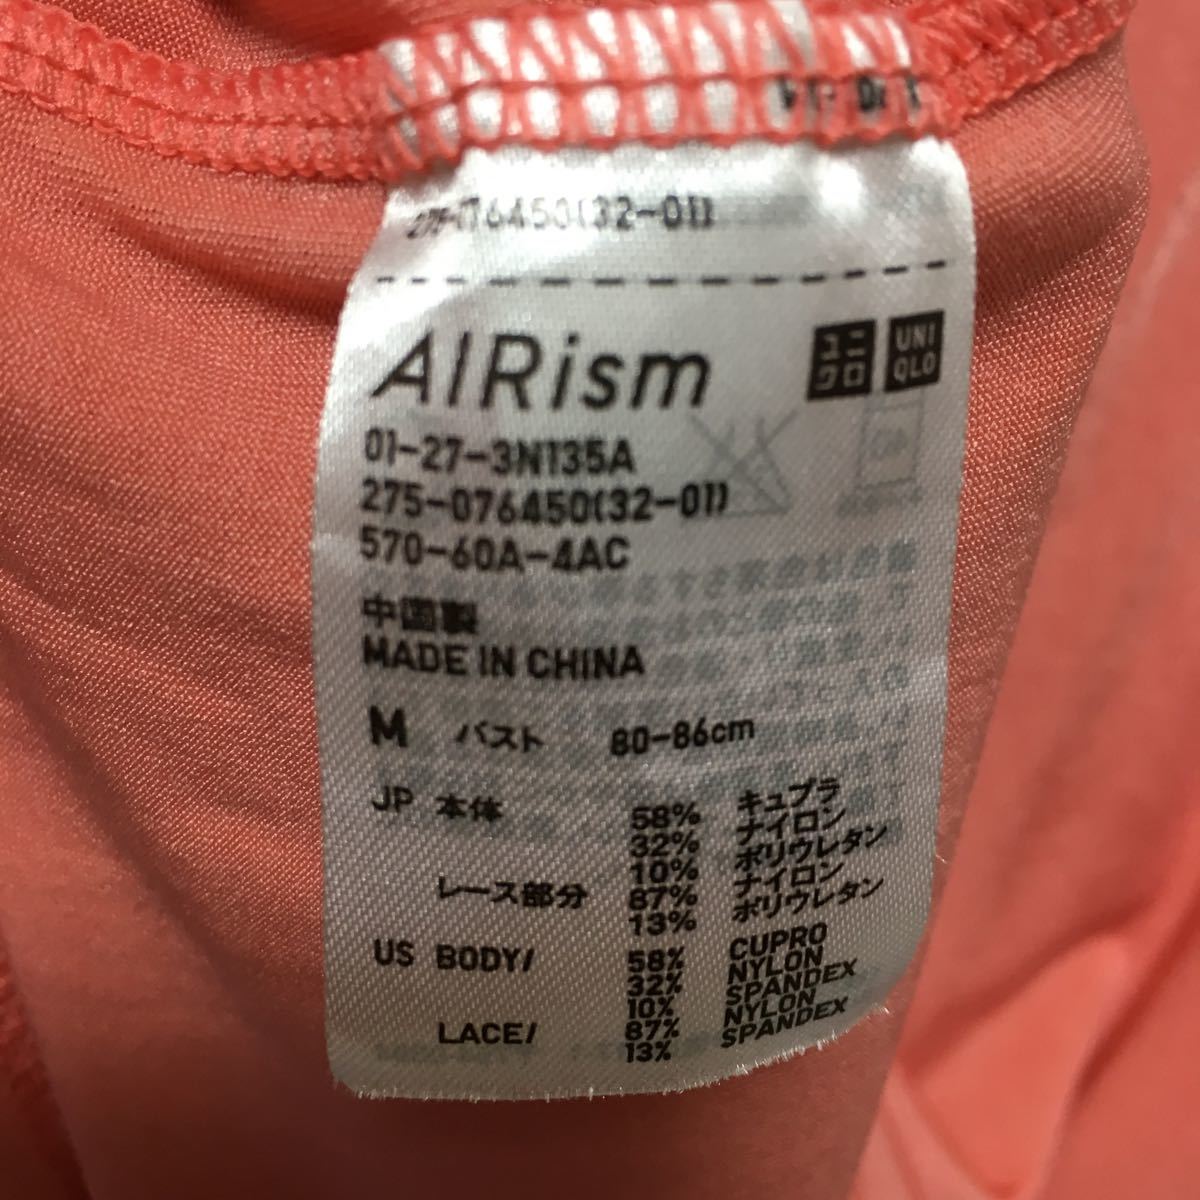 076450(32-01)
AIRism
ユニクロ
UNIQLO
01-27-3N135A
275-076450(32-01)
570-60A-4AC
中国製
MADE IN CHINA
M バスト 80-86cm
JP 本体 58% キュプラ
32% ナイロン
10% ポリウレタン
レース部分 87% ナイロン
13% ポリウレタン
US BODY/ 58% CUPRO
32% NYLON
10% SPANDEX
LACE/ 87% NYLON
13% SPANDEX